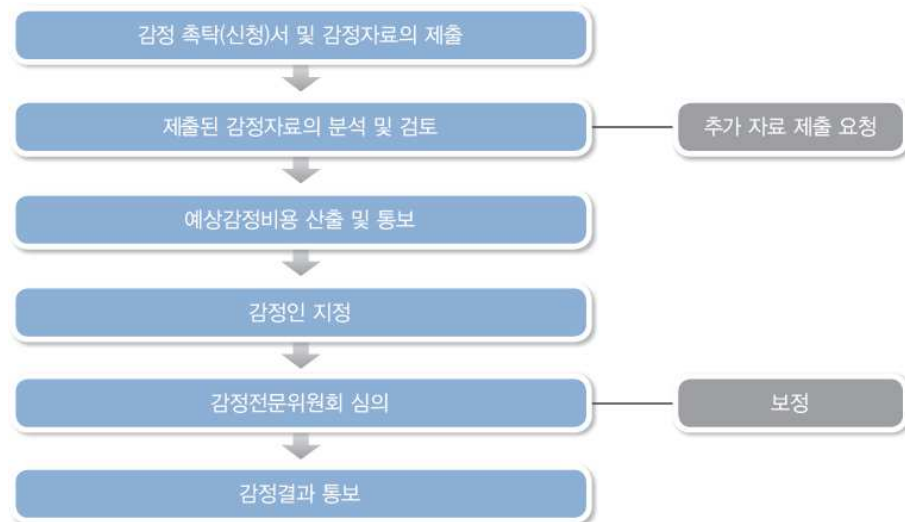 감정 촉탁(신청)서 및 감정자료의 제출
제출된 감정자료의 분석 및 검토
추가 자료 제출 요청
예상감정비용 산출 및 통보
감정인 지정
감정전문위원회 심의
보정
감정결과 통보